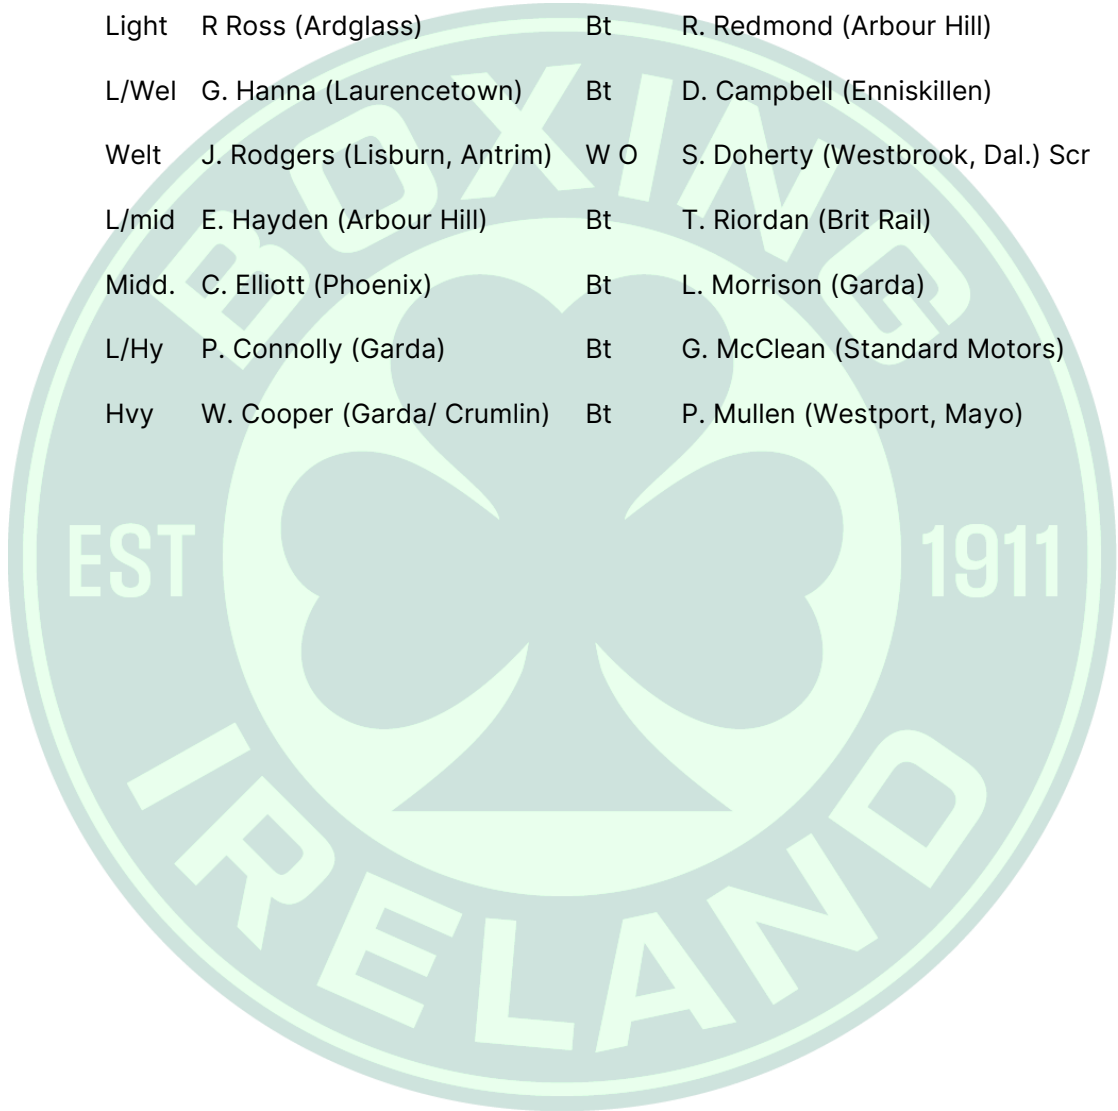 Light R Ross (Ardglass) Bt R. Redmond (Arbour Hill)
L/Wel G. Hanna (Laurencetown) Bt D. Campbell (Enniskillen)
Welt J. Rodgers (Lisburn, Antrim) W O S. Doherty (Westbrook, Dal.) Scr
L/mid E. Hayden (Arbour Hill) Bt T. Riordan (Brit Rail)
Midd. C. Elliott (Phoenix) Bt L. Morrison (Garda)
L/Hy P. Connolly (Garda) Bt G. McClean (Standard Motors)
Hvy W. Cooper (Garda/ Crumlin) Bt P. Mullen (Westport, Mayo)
BOXING
EST 1911
IRELAND